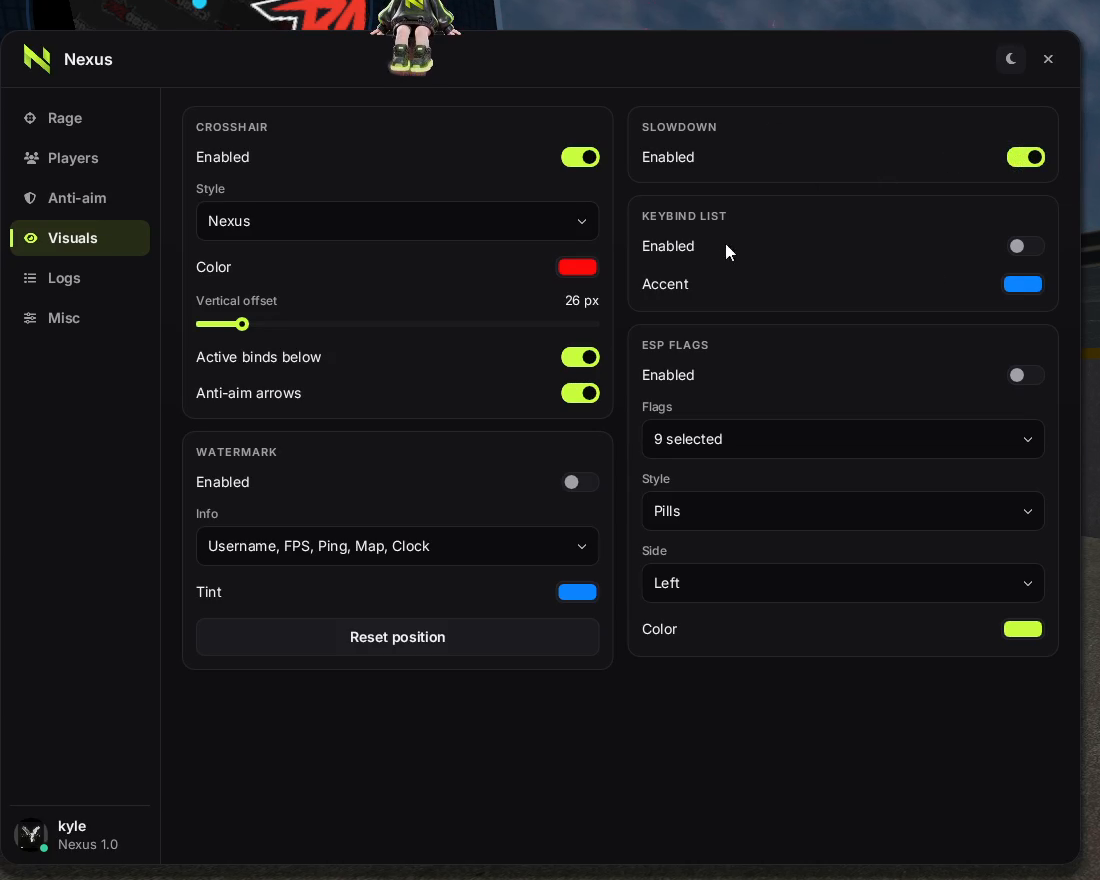 Nexus
Rage
Players
Anti-aim
Visuals
Logs
Misc
kyle
Nexus 1.0
CROSSHAIR
Enabled
Style
Nexus
Color
Vertical offset 26 px
Active binds below
Anti-aim arrows
WATERMARK
Enabled
Info
Username, FPS, Ping, Map, Clock
Tint
Reset position
SLOWDOWN
Enabled
KEYBIND LIST
Enabled
Accent
ESP FLAGS
Enabled
Flags
9 selected
Style
Pills
Side
Left
Color